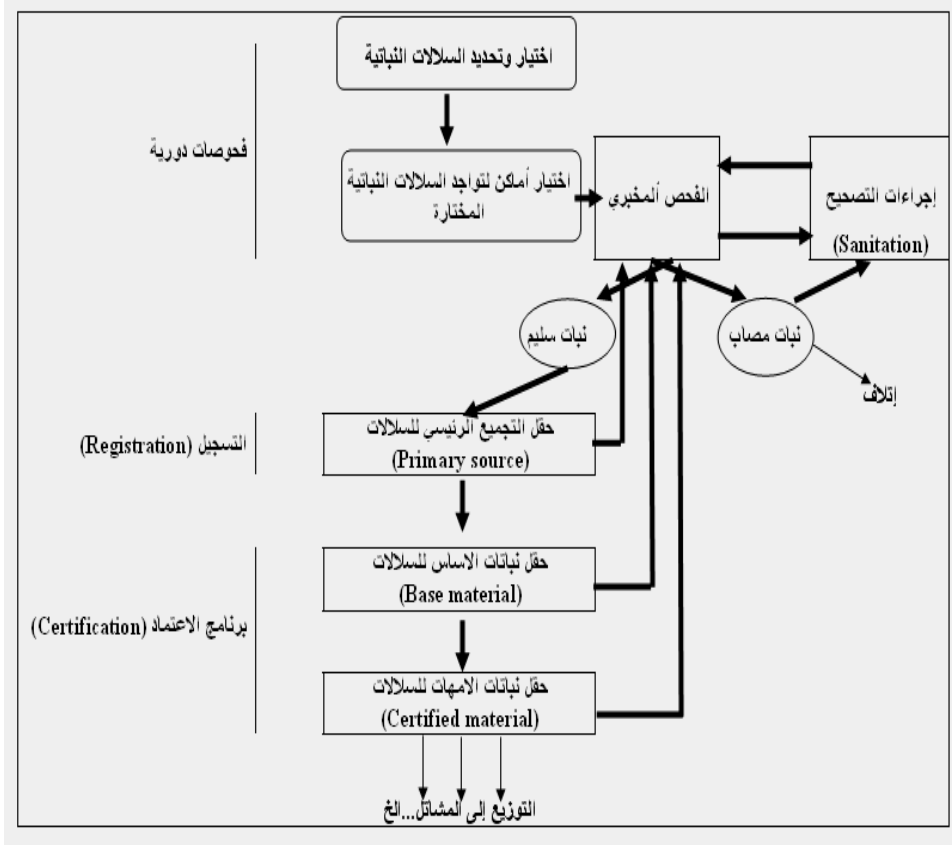 اختيار وتحديد السلالات النباتية
فحوصات دورية
اختيار أماكن لتواجد السلالات النباتية
المختارة
الفحص ألمخبري
إجراءات التصحيح
(Sanitation)
نبات سليم
نبات مصاب
إتلاف
التسجيل (Registration)
حقل التجميع الرئيسي للسلالات
(Primary source)
حقل نباتات الاساس للسلالات
(Base material)
برنامج الاعتماد (Certification)
حقل نباتات الامهات للسلالات
(Certified material)
التوزيع إلى المشاتل...الخ